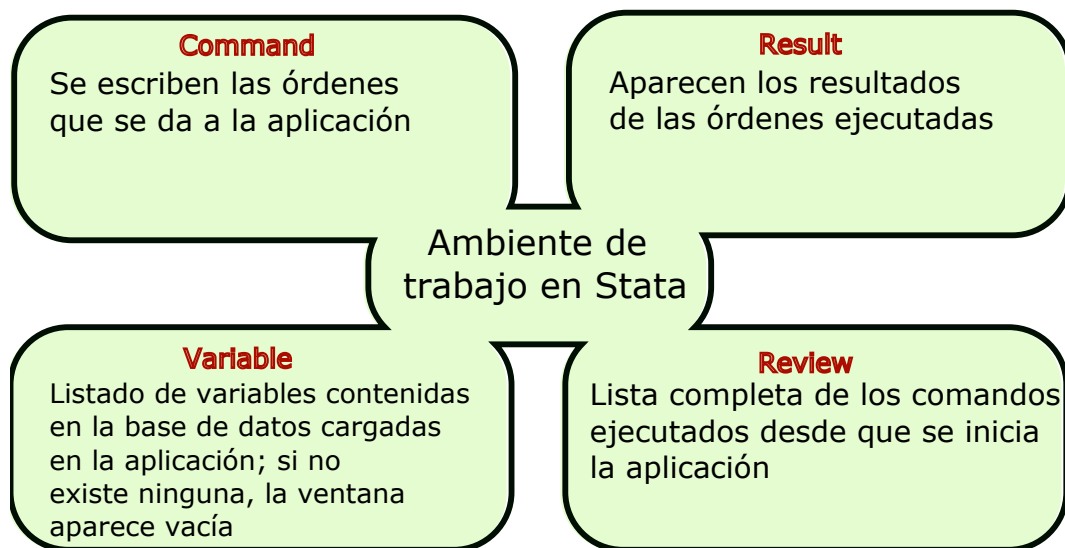 Command
Se escriben las órdenes
que se da a la aplicación
Result
Aparecen los resultados
de las órdenes ejecutadas
Ambiente de
trabajo en Stata
Variable
Listado de variables contenidas
en la base de datos cargadas
en la aplicación; si no
existe ninguna, la ventana
aparece vacía
Review
Lista completa de los comandos
ejecutados desde que se inicia
la aplicación